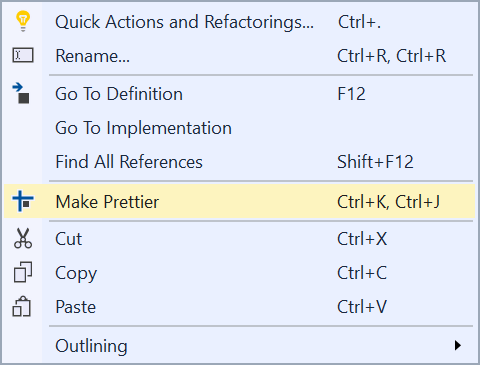 Quick Actions and Refactorings... Ctrl+.
Rename... Ctrl+R, Ctrl+R
Go To Definition F12
Go To Implementation
Find All References Shift+F12
Make Prettier Ctrl+K, Ctrl+J
Cut Ctrl+X
Copy Ctrl+C
Paste Ctrl+V
Outlining